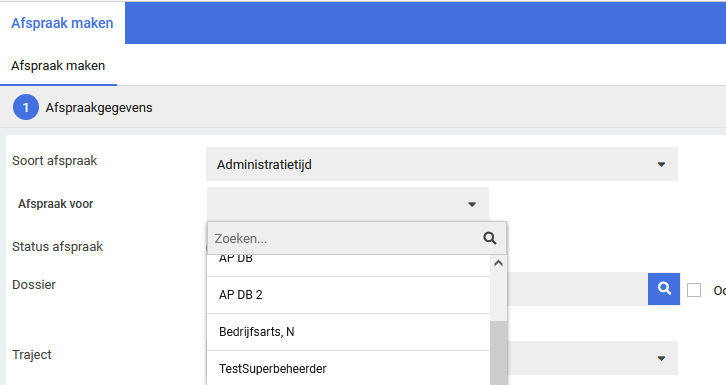 Afspraak maken
Afspraak maken
1 Afspraakgegevens
Soort afspraak
Administratietijd
Afspraak voor
Zoeken...
Status afspraak
AP DB
Dossier
AP DB 2
Bedrijfsarts, N
Traject
TestSuperbeheerder